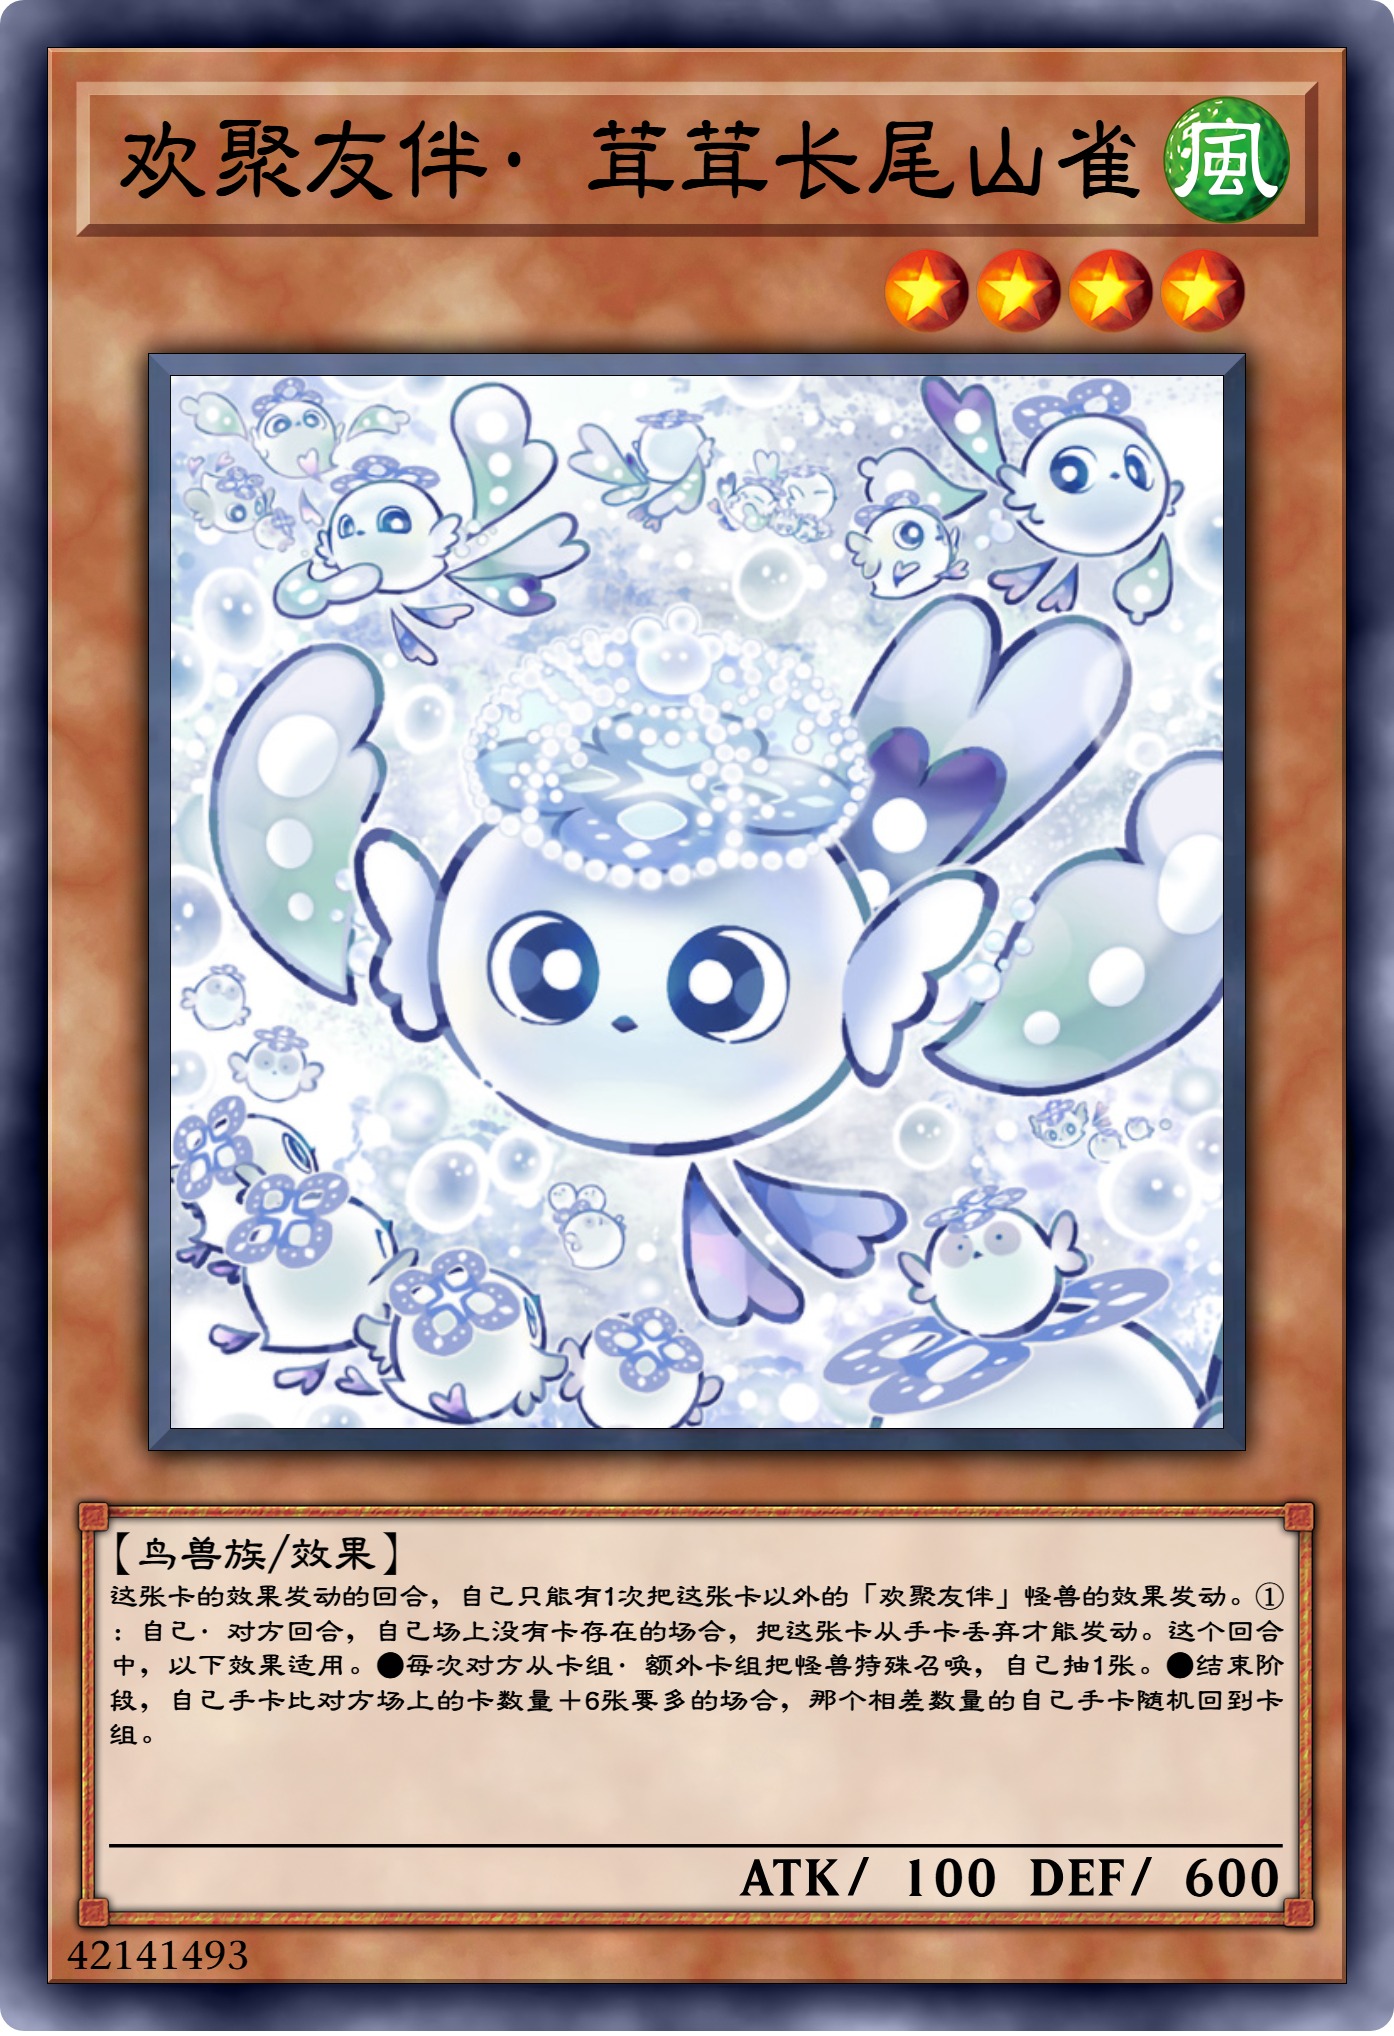 欢聚友伴·茸茸长尾山雀 風
【鸟兽族/效果】
这张卡的效果发动的回合，自己只能有1次把这张卡以外的「欢聚友伴」怪兽的效果发动。①
：自己·对方回合，自己场上没有卡存在的场合，把这张卡从手卡丢弃才能发动。这个回合
中，以下效果适用。●每次对方从卡组·额外卡组把怪兽特殊召唤，自己抽1张。●结束阶
段，自己手卡比对方场上的卡数量＋6张要多的场合，那个相差数量的自己手卡随机回到卡
组。
ATK/ 100 DEF/ 600
42141493